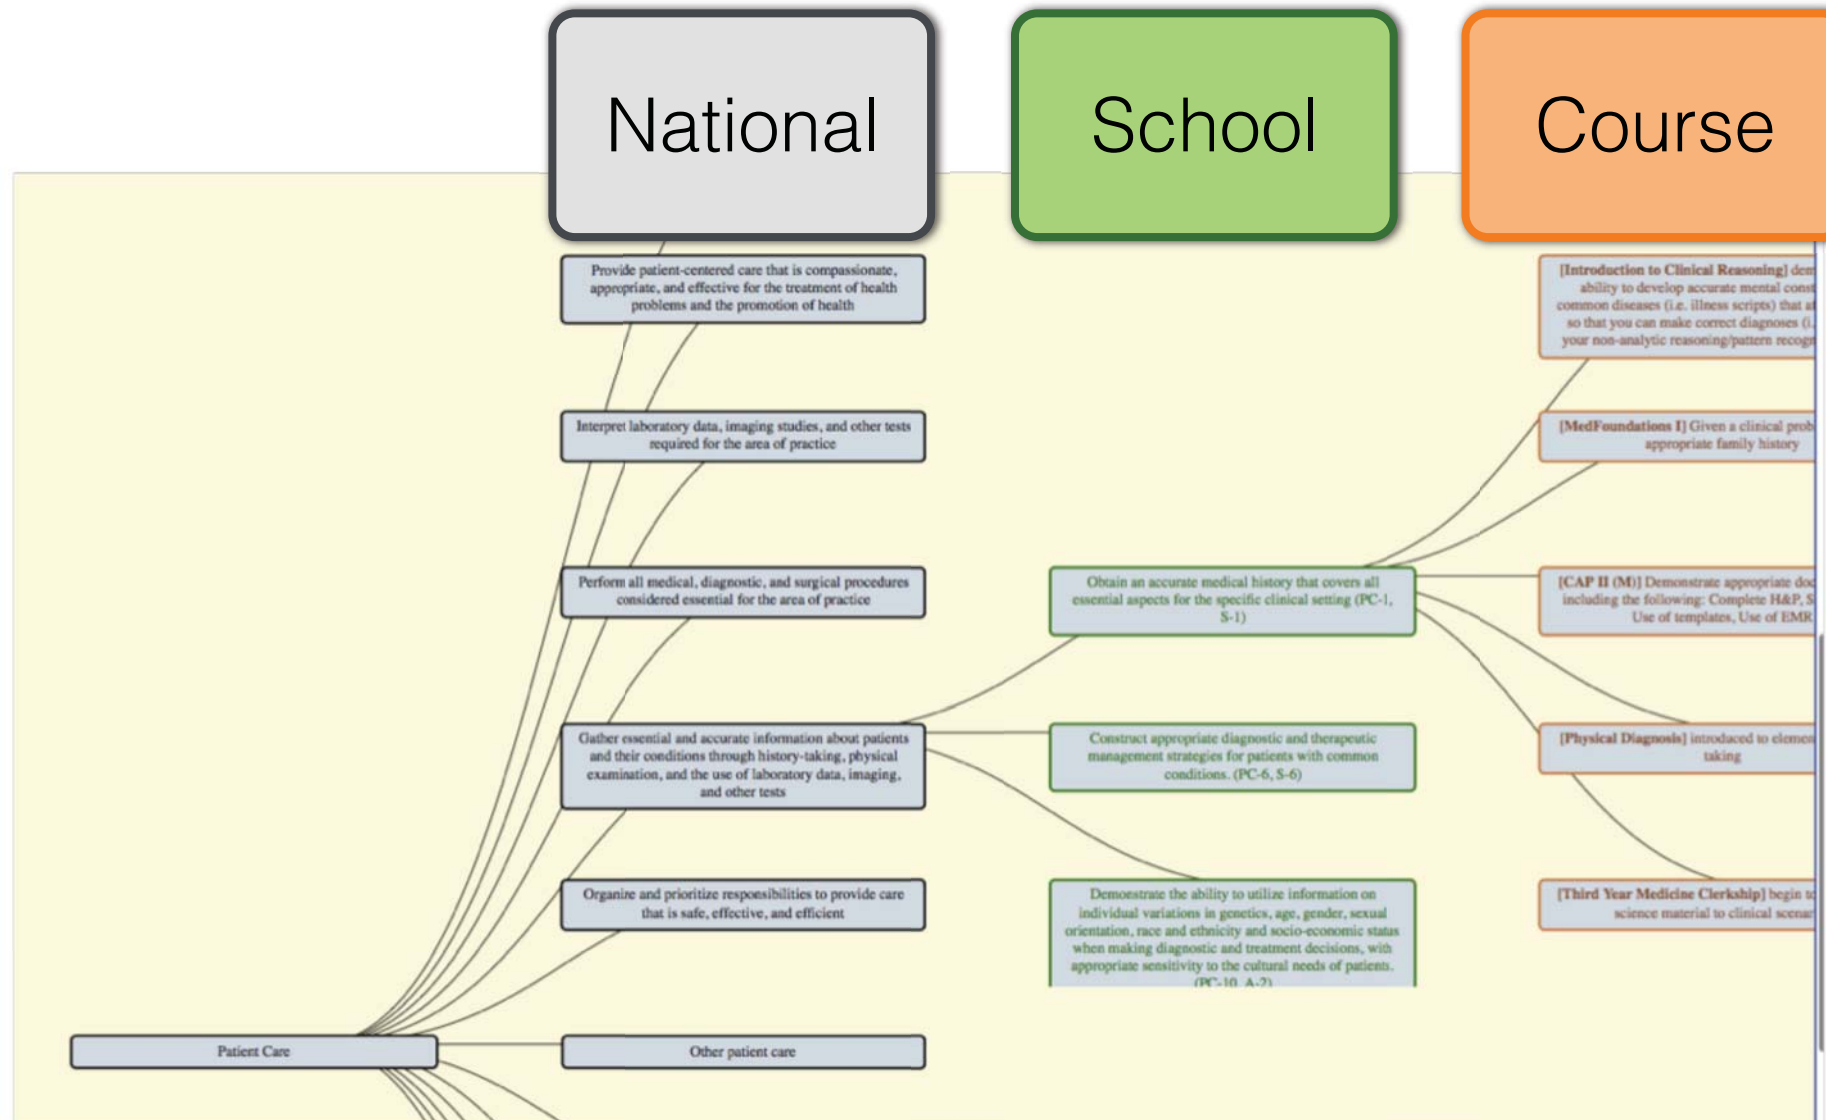 National
School
Course
Provide patient-centered care that is compassionate,
appropriate, and effective for the treatment of health
problems and the promotion of health
Interpret laboratory data, imaging studies, and other tests
required for the area of practice
Perform all medical, diagnostic, and surgical procedures
considered essential for the area of practice
Gather essential and accurate information about patients
and their conditions through history-taking, physical
examination, and the use of laboratory data, imaging,
and other tests
Organize and prioritize responsibilities to provide care
that is safe, effective, and efficient
Patient Care
Other patient care
Obtain an accurate medical history that covers all
essential aspects for the specific clinical setting (PC-1,
S-1)
Construct appropriate diagnostic and therapeutic
management strategies for patients with common
conditions. (PC-6, S-6)
Demonstrate the ability to utilize information on
individual variations in genetics, age, gender, sexual
orientation, race and ethnicity and socio-economic status
when making diagnostic and treatment decisions, with
appropriate sensitivity to the cultural needs of patients.
(PC-10, A-2)
[Introduction to Clinical Reasoning]
ability to develop accurate mental
common diseases (i.e. illness scripts) that
so that you can make correct diagnoses
your non-analytic reasoning/pattern
[MedFoundations I] Given a clinical
appropriate family history
[CAP II (M)] Demonstrate appropriate
including the following: Complete H&P,
Use of templates, Use of EMR
[Physical Diagnosis] introduced to
taking
[Third Year Medicine Clerkship] begin
science material to clinical